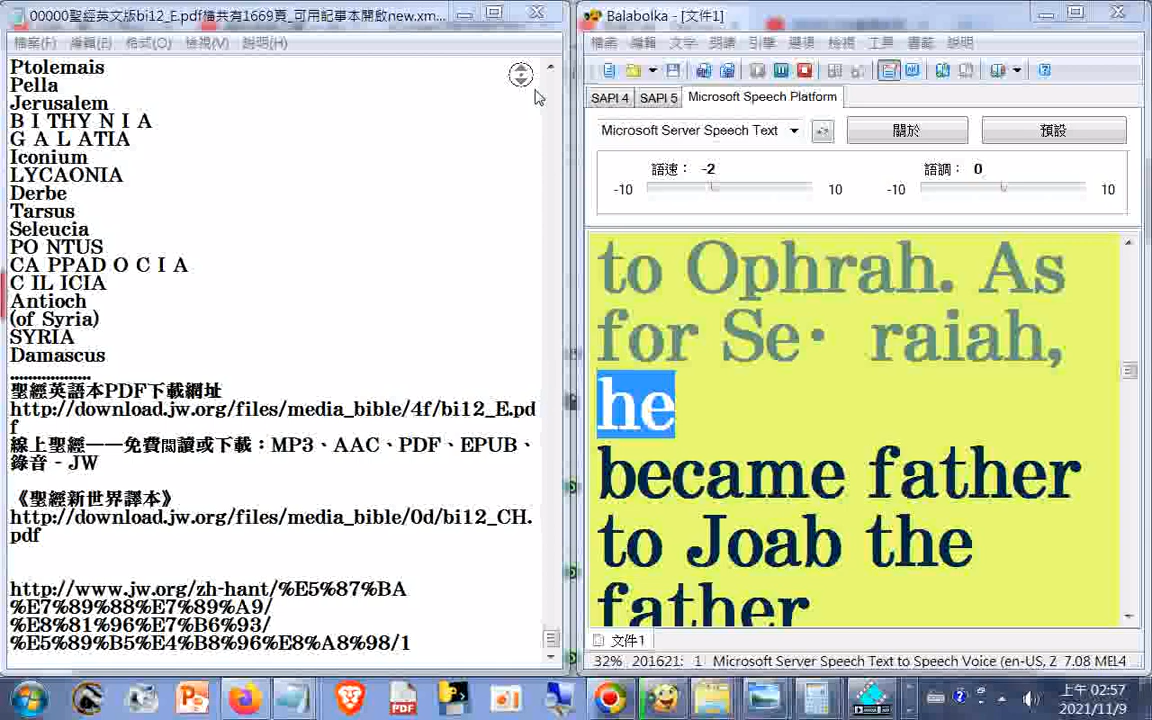 00000聖經英文版bi12_E.pdf檔共有1669頁_可用記事本開啟new.xm...
檔案(F) 編輯(E) 格式(O) 檢視(V) 說明(H)
Ptolemais
Pella
Jerusalem
B I THY N I A
G A L ATIA
Iconium
LYCAONIA
Derbe
Tarsus
Seleucia
PO NTUS
CA PPAD O C I A
C IL ICIA
Antioch
(of Syria)
SYRIA
Damascus
..................
聖經英語本PDF下載網址
http://download.jw.org/files/media_bible/4f/bi12_E.pd
f
線上聖經——免費閱讀或下載：MP3、AAC、PDF、EPUB、
錄音 - JW
《聖經新世界譯本》
http://download.jw.org/files/media_bible/0d/bi12_CH.
pdf
http://www.jw.org/zh-hant/%E5%87%BA
%E7%89%88%E7%89%A9/
%E8%81%96%E7%B6%93/
%E5%89%B5%E4%B8%96%E8%A8%98/1
Balabolka - [文件1]
檔案 編輯 文字 閱讀 引擎 選項 檢視 工具 書籤 說明
SAPI 4 SAPI 5 Microsoft Speech Platform
Microsoft Server Speech Text 關於 預設
語速： -2 語調： 0
-10 10 -10 10
to Ophrah. As
for Se· raiah,
he
became father
to Joab the
father
文件1
32% 201621: 1 Microsoft Server Speech Text to Speech Voice (en-US, Z 7.08 MB
PDF
上午 02:57
2021/11/9